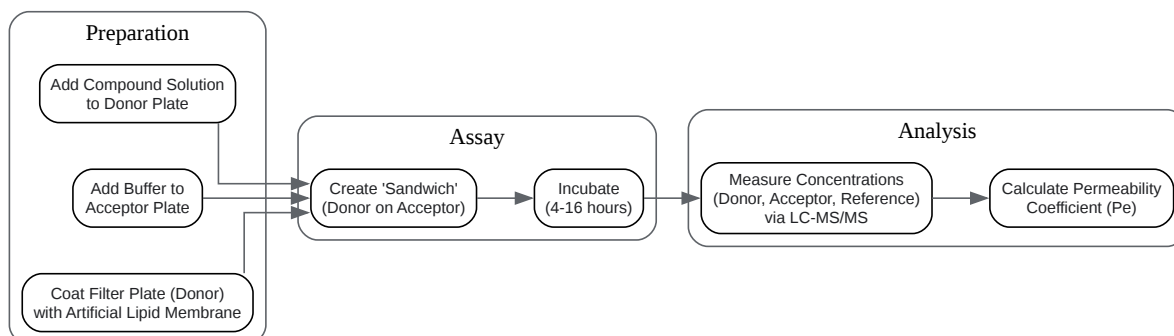 Preparation
Add Compound Solution
to Donor Plate
Add Buffer to
Acceptor Plate
Coat Filter Plate (Donor)
with Artificial Lipid Membrane
Assay
Create 'Sandwich'
(Donor on Acceptor)
Incubate
(4-16 hours)
Analysis
Measure Concentrations
(Donor, Acceptor, Reference)
via LC-MS/MS
Calculate Permeability
Coefficient (Pe)